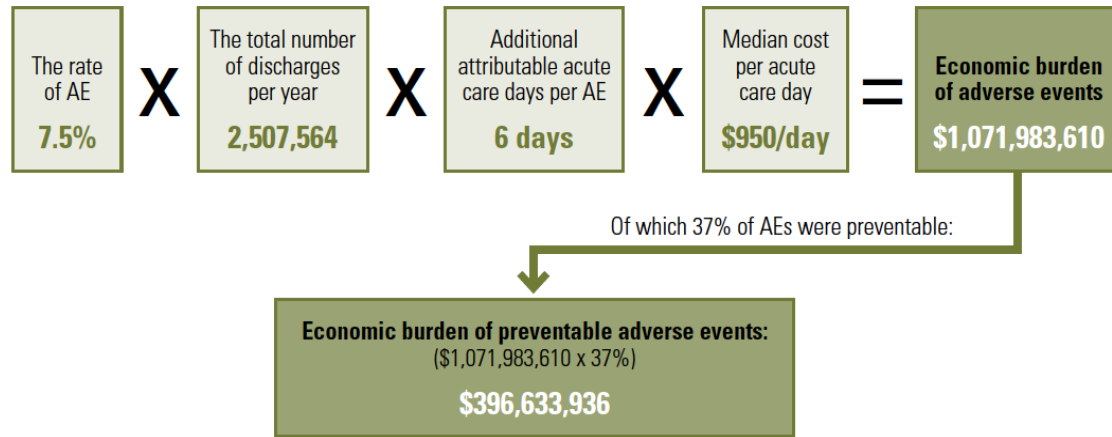 The rate
of AE
7.5%
X
The total number
of discharges
per year
2,507,564
X
Additional
attributable acute
care days per AE
6 days
X
Median cost
per acute
care day
$950/day
=
Economic burden
of adverse events
$1,071,983,610
Of which 37% of AEs were preventable:
Economic burden of preventable adverse events:
($1,071,983,610 x 37%)
$396,633,936